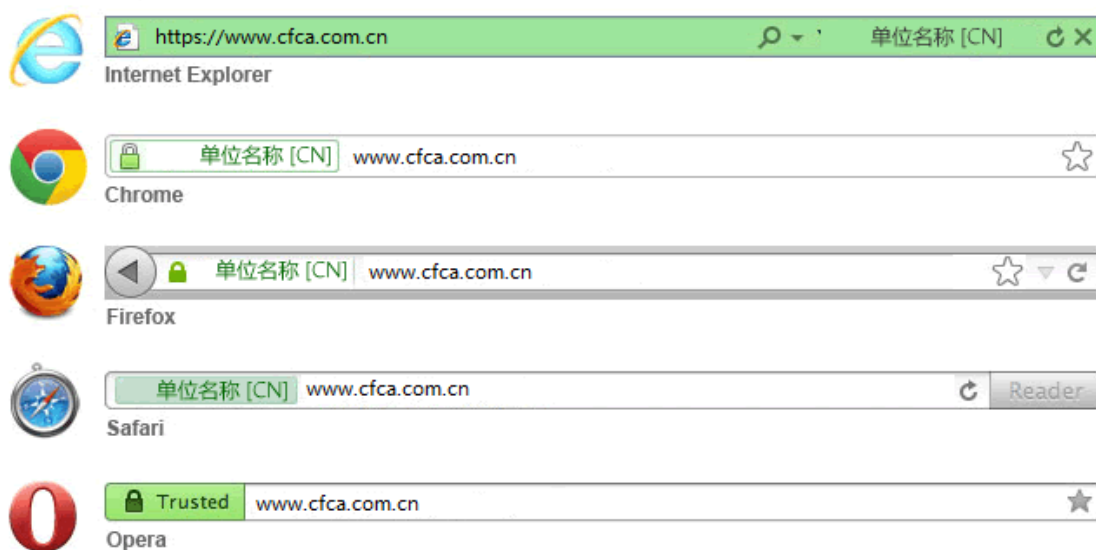 https://www.cfca.com.cn 单位名称 [CN]
Internet Explorer
单位名称 [CN] www.cfca.com.cn
Chrome
单位名称 [CN] www.cfca.com.cn
Firefox
单位名称 [CN] www.cfca.com.cn Reader
Safari
Trusted www.cfca.com.cn
Opera